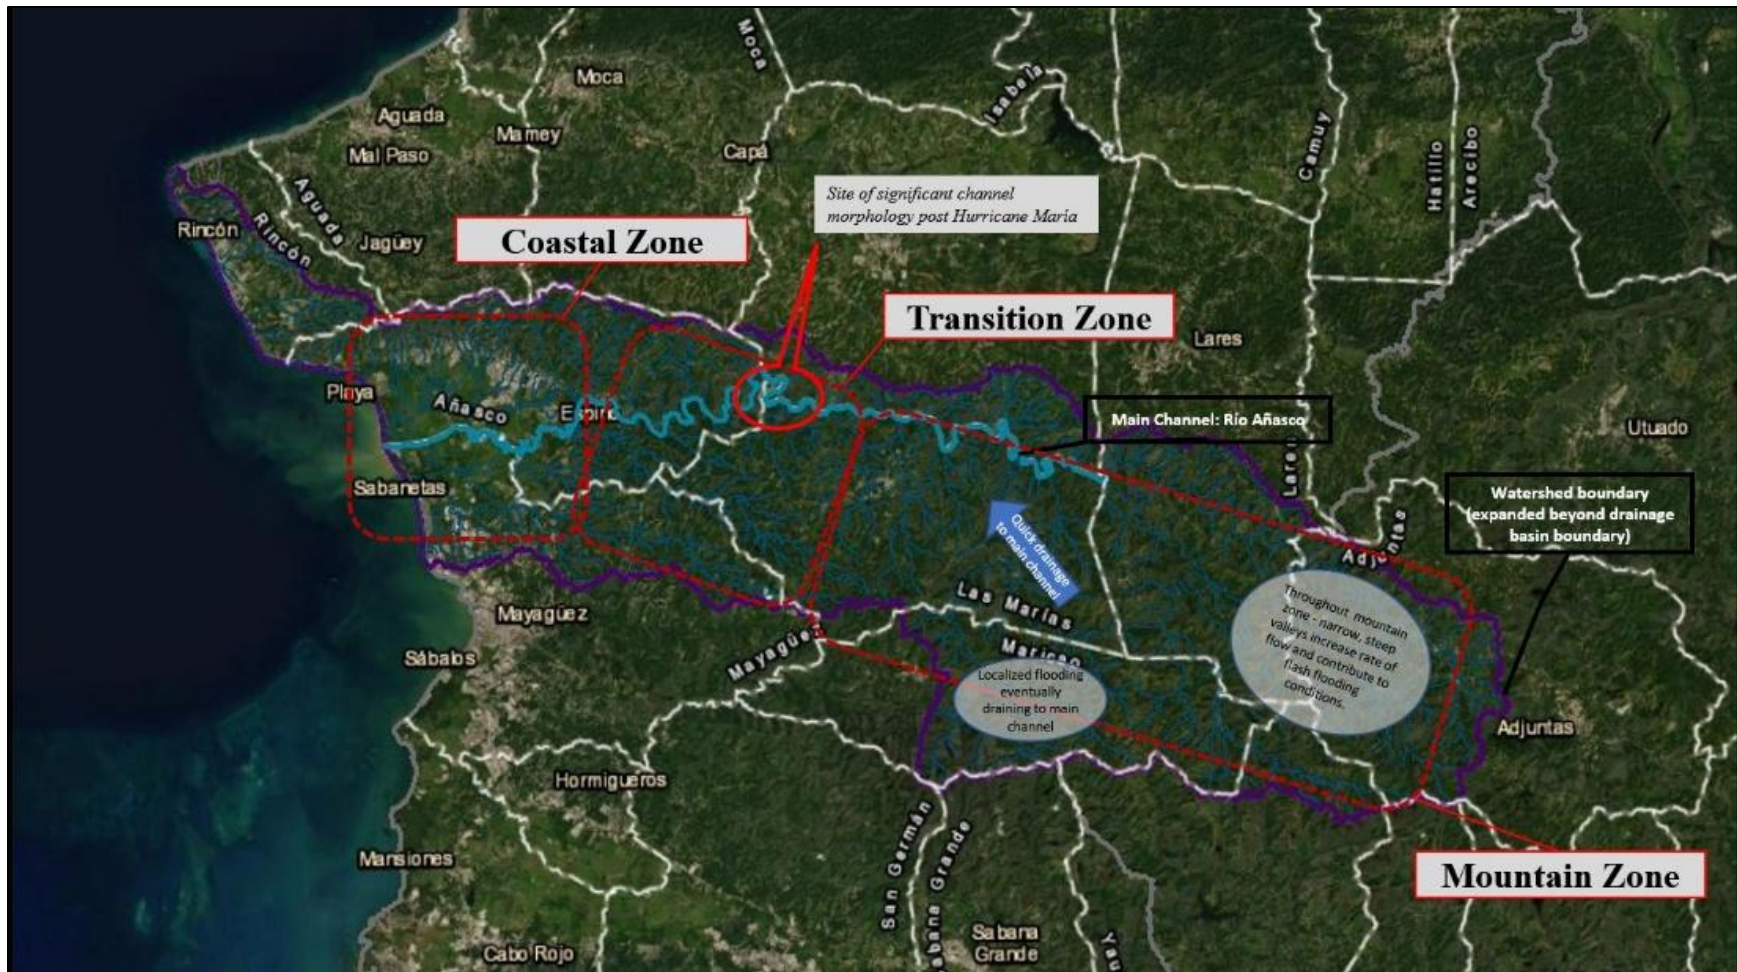 Moca
Moca
Isabela
Aguada
Mamey
Mal Paso
Capá
Camuy
Hatillo
Arecibo
Aguada
Rincón
Rincón
Jagüey
Site of significant channel
morphology post Hurricane María
Coastal Zone
Transition Zone
Lares
Playa
Añasco
Main Channel: Río Añasco
Utuado
Sabanetas
Watershed boundary
(expanded beyond drainage
basin boundary)
Adjuntas
Quick drainage
to main channel
Las Marías
Mayagüez
Mayagüez
Sábalos
Maricao
Localized flooding
eventually
draining to main
channel
Throughout mountain
zone - narrow, steep
valleys increase rate of
flow and contribute to
flash flooding
conditions.
Adjuntas
Hormigueros
Mansiones
San Germán
Sabana Grande
Mountain Zone
Cabo Rojo
Sabana
Grande
Yau